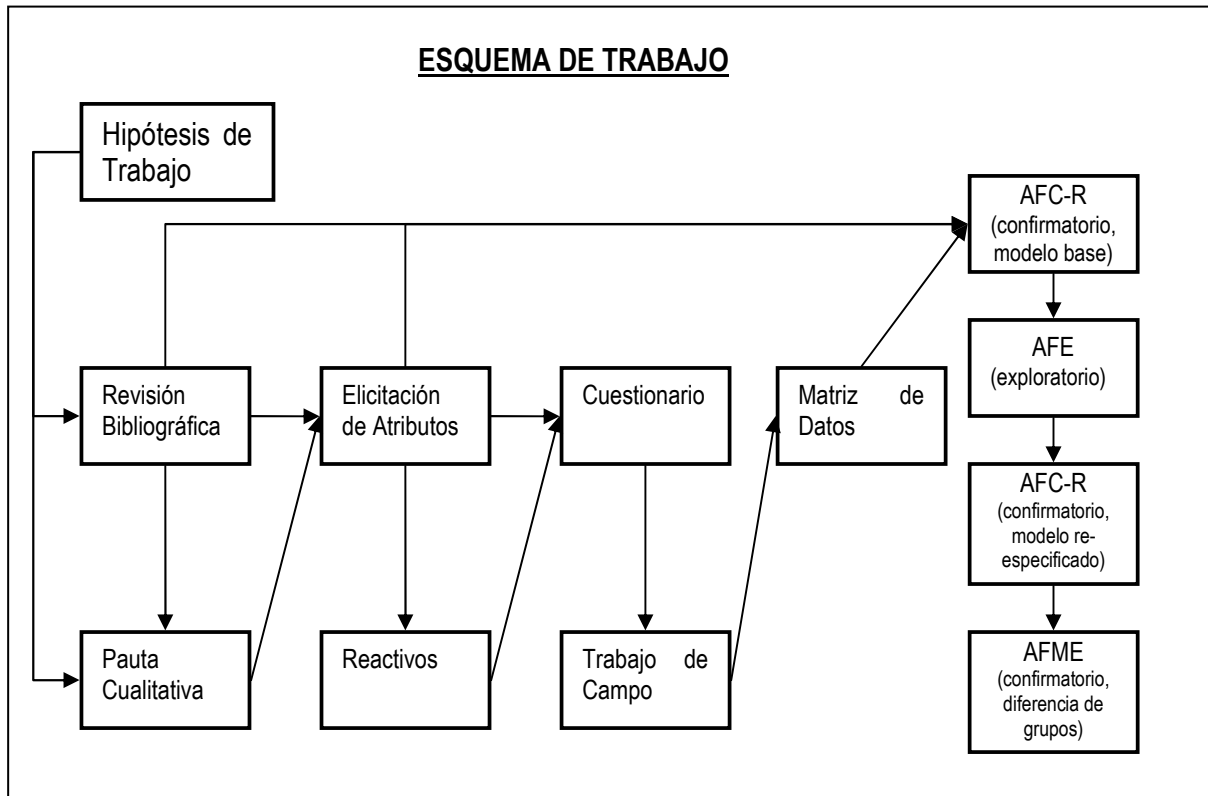 ESQUEMA DE TRABAJO
Hipótesis de
Trabajo
AFC-R
(confirmatorio,
modelo base)
AFE
(exploratorio)
Revisión
Bibliográfica
Elicitación
de Atributos
Cuestionario
Matriz de
Datos
AFC-R
(confirmatorio,
modelo re-
especificado)
Pauta
Cualitativa
Reactivos
Trabajo de
Campo
AFME
(confirmatorio,
diferencia de
grupos)